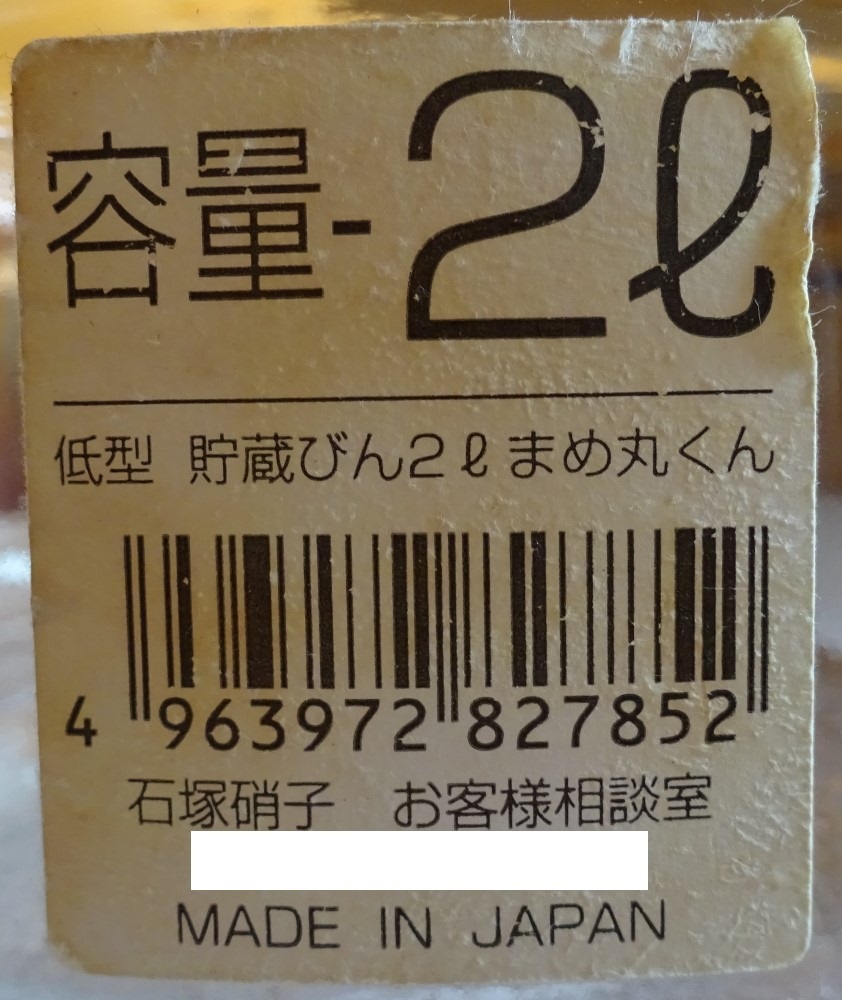 容量-2ℓ
低型 貯蔵びん2ℓまめ丸くん
4 963972 827852
石塚硝子 お客様相談室
MADE IN JAPAN